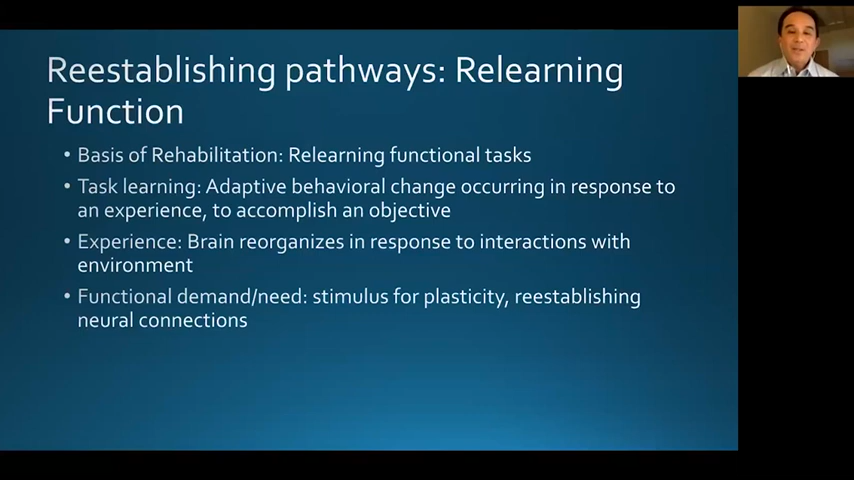 Reestablishing pathways: Relearning
Function
• Basis of Rehabilitation: Relearning functional tasks
• Task learning: Adaptive behavioral change occurring in response to
an experience, to accomplish an objective
• Experience: Brain reorganizes in response to interactions with
environment
• Functional demand/need: stimulus for plasticity, reestablishing
neural connections